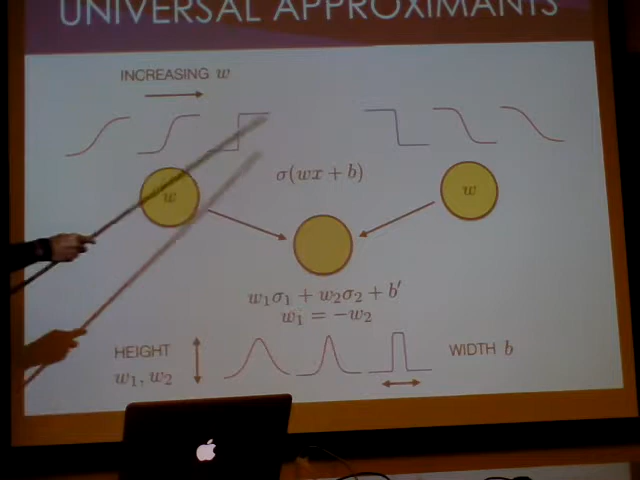 UNIVERSAL APPROXIMANTS
INCREASING w
σ(wx + b)
w
w
w₁σ₁ + w₂σ₂ + b′
w₁ = −w₂
HEIGHT
w₁, w₂
WIDTH b